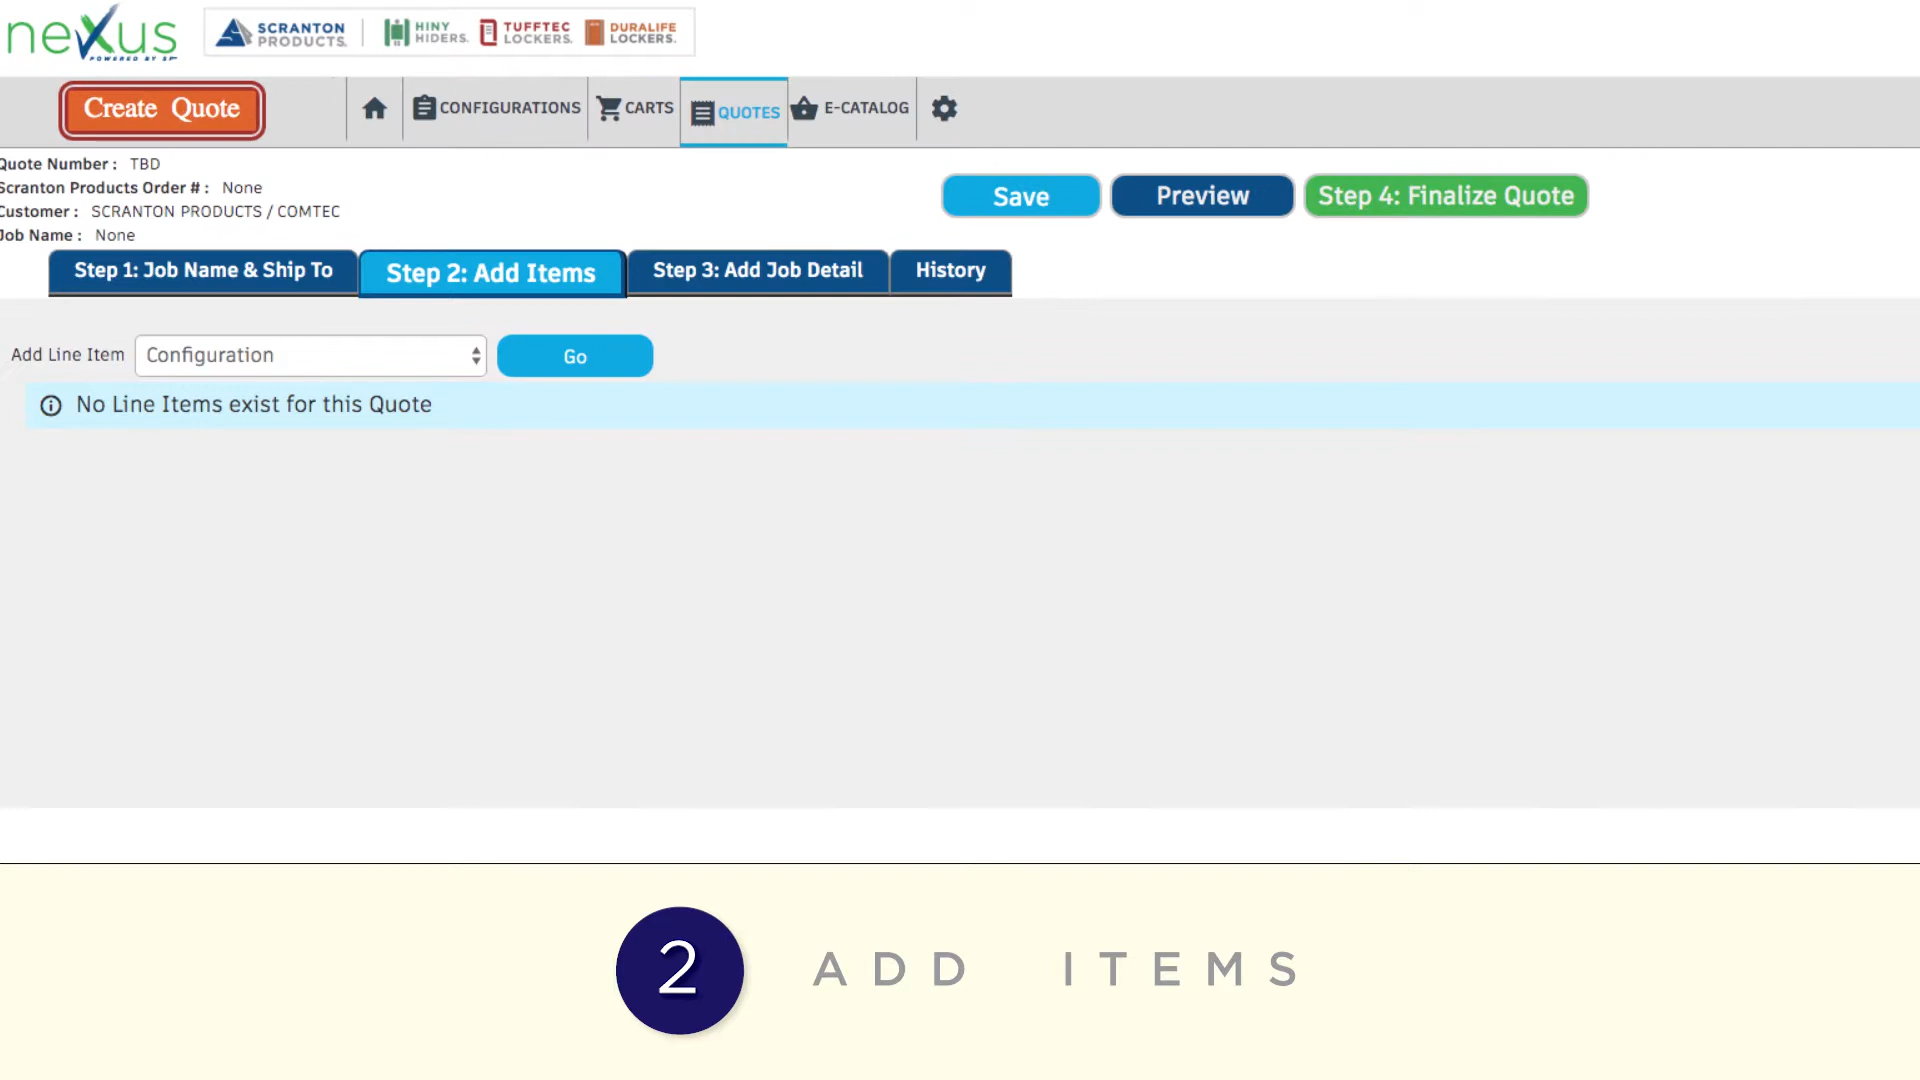 nexus
POWERED BY SP
SCRANTON PRODUCTS.
HINY HIDERS.
TUFFTEC LOCKERS.
DURALIFE LOCKERS.
Create Quote
CONFIGURATIONS
CARTS
QUOTES
E-CATALOG
Quote Number : TBD
Scranton Products Order # : None
Customer : SCRANTON PRODUCTS / COMTEC
Job Name : None
Save
Preview
Step 4: Finalize Quote
Step 1: Job Name & Ship To
Step 2: Add Items
Step 3: Add Job Detail
History
Add Line Item
Configuration
Go
No Line Items exist for this Quote
2
ADD ITEMS